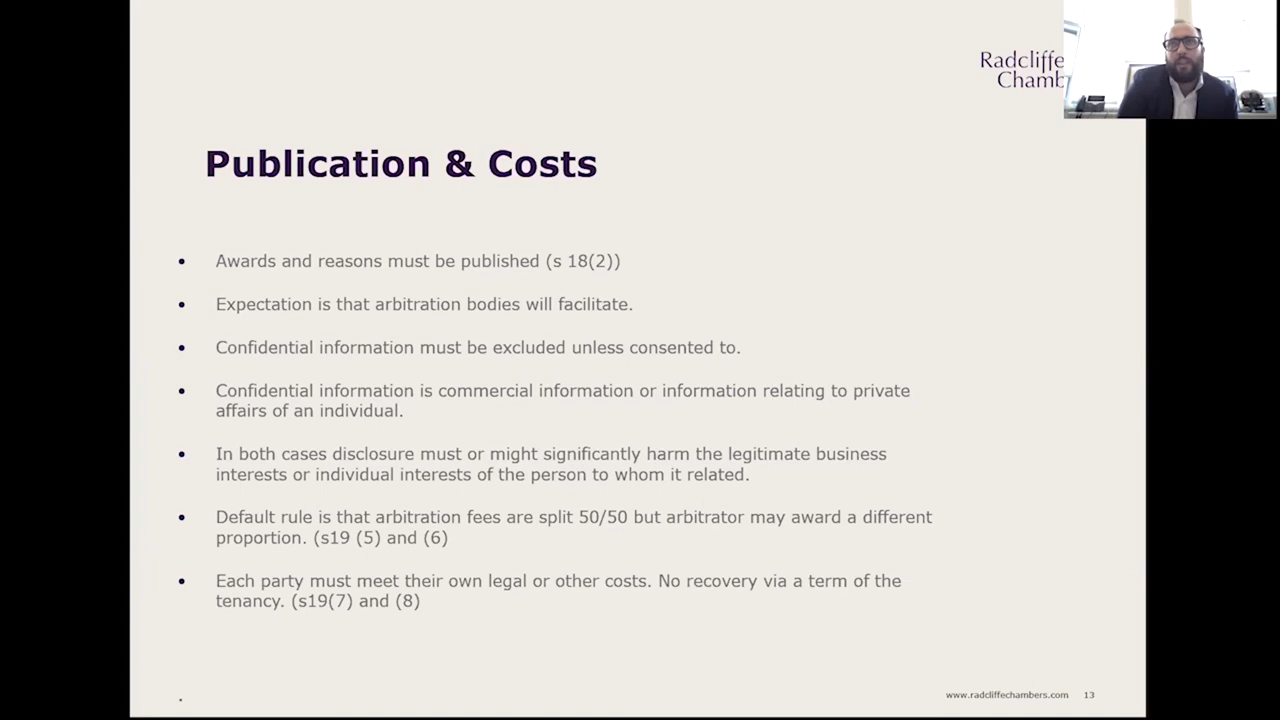 Radcliffe
Chamb
Publication & Costs
• Awards and reasons must be published (s 18(2))
• Expectation is that arbitration bodies will facilitate.
• Confidential information must be excluded unless consented to.
• Confidential information is commercial information or information relating to private
affairs of an individual.
• In both cases disclosure must or might significantly harm the legitimate business
interests or individual interests of the person to whom it related.
• Default rule is that arbitration fees are split 50/50 but arbitrator may award a different
proportion. (s19 (5) and (6)
• Each party must meet their own legal or other costs. No recovery via a term of the
tenancy. (s19(7) and (8)
.
www.radcliffechambers.com 13